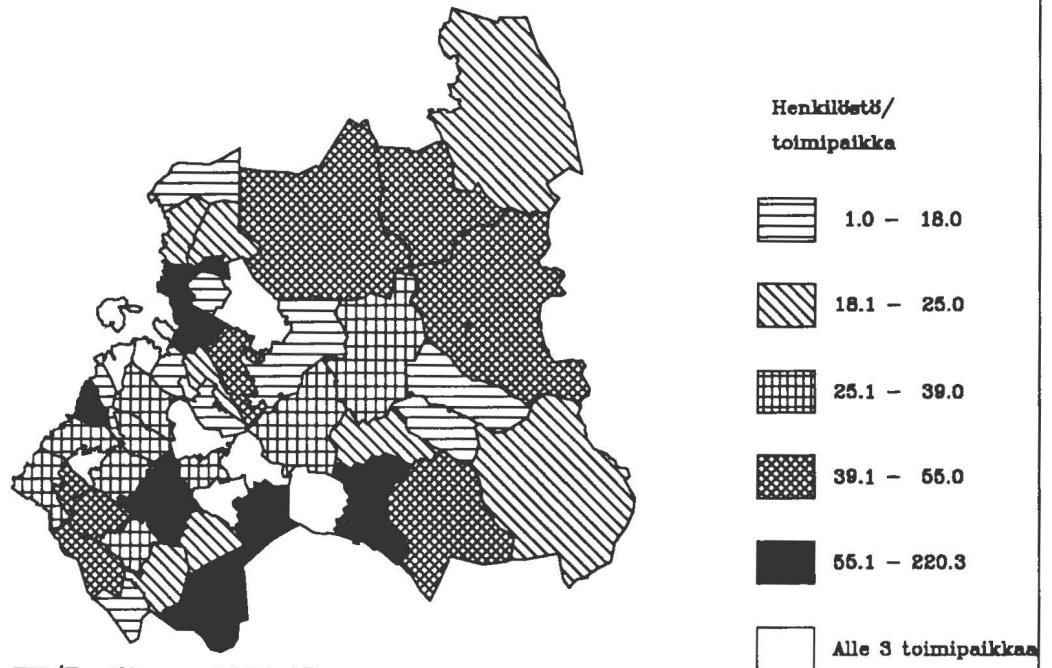 Henkilöstö/
toimipaikka
1.0 – 18.0
18.1 – 25.0
25.1 – 39.0
39.1 – 55.0
55.1 – 220.3
Alle 3 toimipaikkaa